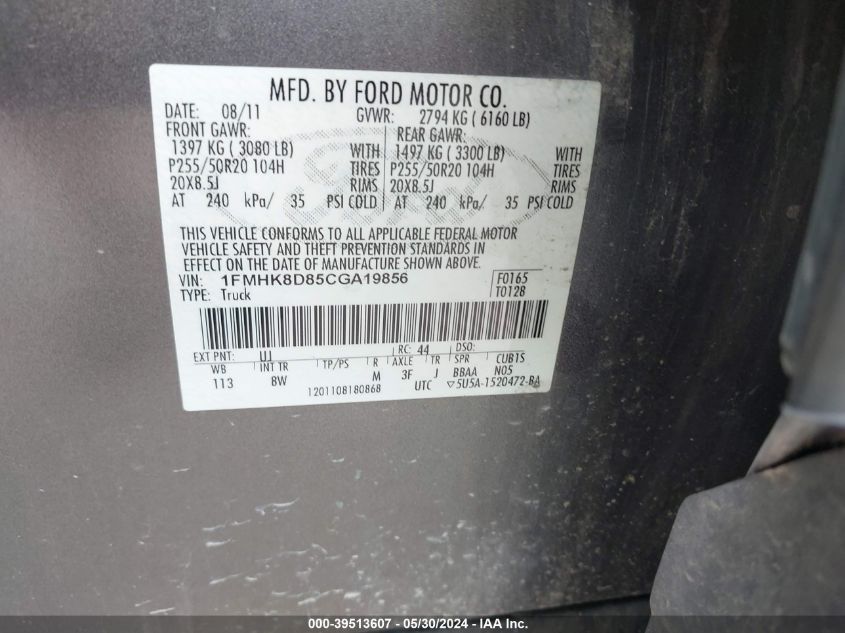 MFD. BY FORD MOTOR CO.
DATE: 08/11 GVWR: 2794 KG ( 6160 LB)
FRONT GAWR: REAR GAWR:
1397 KG ( 3080 LB) WITH 1497 KG ( 3300 LB) WITH
P255/50R20 104H TIRES P255/50R20 104H TIRES
20X8.5J RIMS 20X8.5J RIMS
AT 240 kPa/ 35 PSI COLD AT 240 kPa/ 35 PSI COLD
Ford
THIS VEHICLE CONFORMS TO ALL APPLICABLE FEDERAL MOTOR
VEHICLE SAFETY AND THEFT PREVENTION STANDARDS IN
EFFECT ON THE DATE OF MANUFACTURE SHOWN ABOVE.
VIN: 1FMHK8D85CGA19856 F0165
TYPE: Truck T0128
EXT PNT: UJ RC: 44 DSO:
WB INT TR TP/PS R AXLE TR SPR CUBTS
113 8W M 3F J BBAA N05
1201108180868 UTC ▽5U5A-1520472-BA
000-39513607 - 05/30/2024 - IAA Inc.